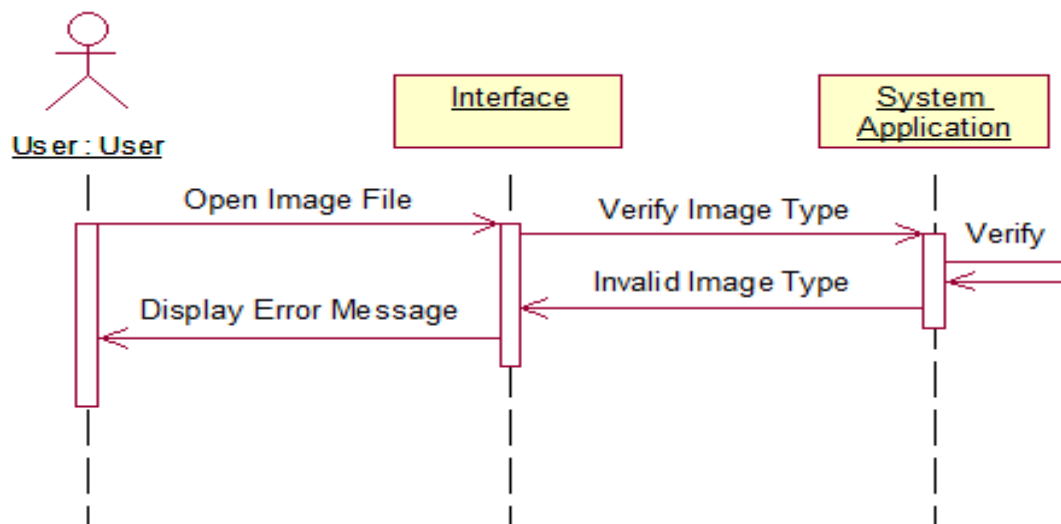 Interface
System
Application
User : User
Open Image File
Verify Image Type
Verify
Invalid Image Type
Display Error Message